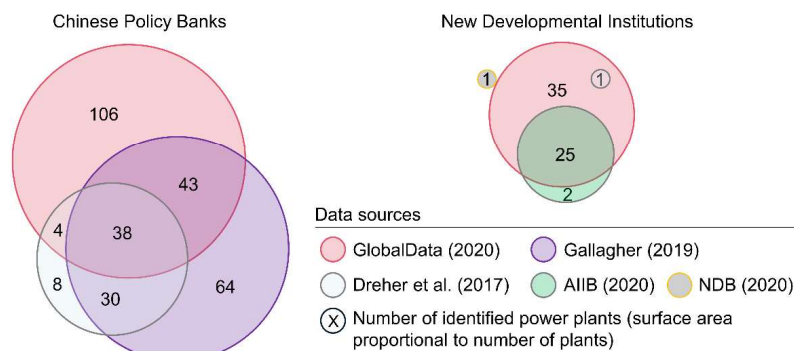 Chinese Policy Banks
106
43
4
38
8
30
64
New Developmental Institutions
1
35
1
25
2
Data sources
GlobalData (2020)
Gallagher (2019)
Dreher et al. (2017)
AIIB (2020)
NDB (2020)
X Number of identified power plants (surface area
proportional to number of plants)